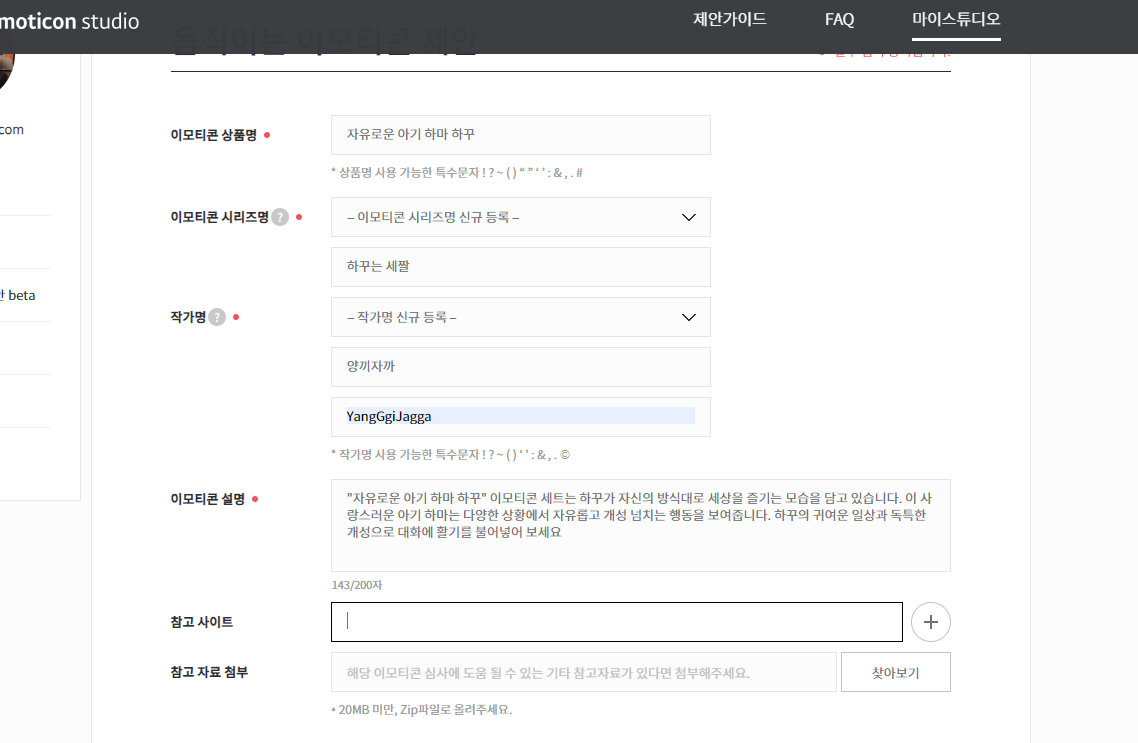 moticon studio
제안가이드
FAQ
마이스튜디오
움직이는 이모티콘 제안
com
beta
이모티콘 상품명
자유로운 아기 하마 하꾸
* 상품명 사용 가능한 특수문자 ! ? ~ ( ) “ ” ‘ ’ : & , . #
이모티콘 시리즈명 ?
– 이모티콘 시리즈명 신규 등록 –
하꾸는 세짤
작가명 ?
– 작가명 신규 등록 –
양끼자까
YangGgiJagga
* 작가명 사용 가능한 특수문자 ! ? ~ ( ) ‘ ’ : & , . ©
이모티콘 설명
"자유로운 아기 하마 하꾸" 이모티콘 세트는 하꾸가 자신의 방식대로 세상을 즐기는 모습을 담고 있습니다. 이 사
랑스러운 아기 하마는 다양한 상황에서 자유롭고 개성 넘치는 행동을 보여줍니다. 하꾸의 귀여운 일상과 독특한
개성으로 대화에 활기를 불어넣어 보세요
143/200자
참고 사이트
참고 자료 첨부
해당 이모티콘 심사에 도움 될 수 있는 기타 참고자료가 있다면 첨부해주세요.
찾아보기
* 20MB 미만, Zip파일로 올려주세요.